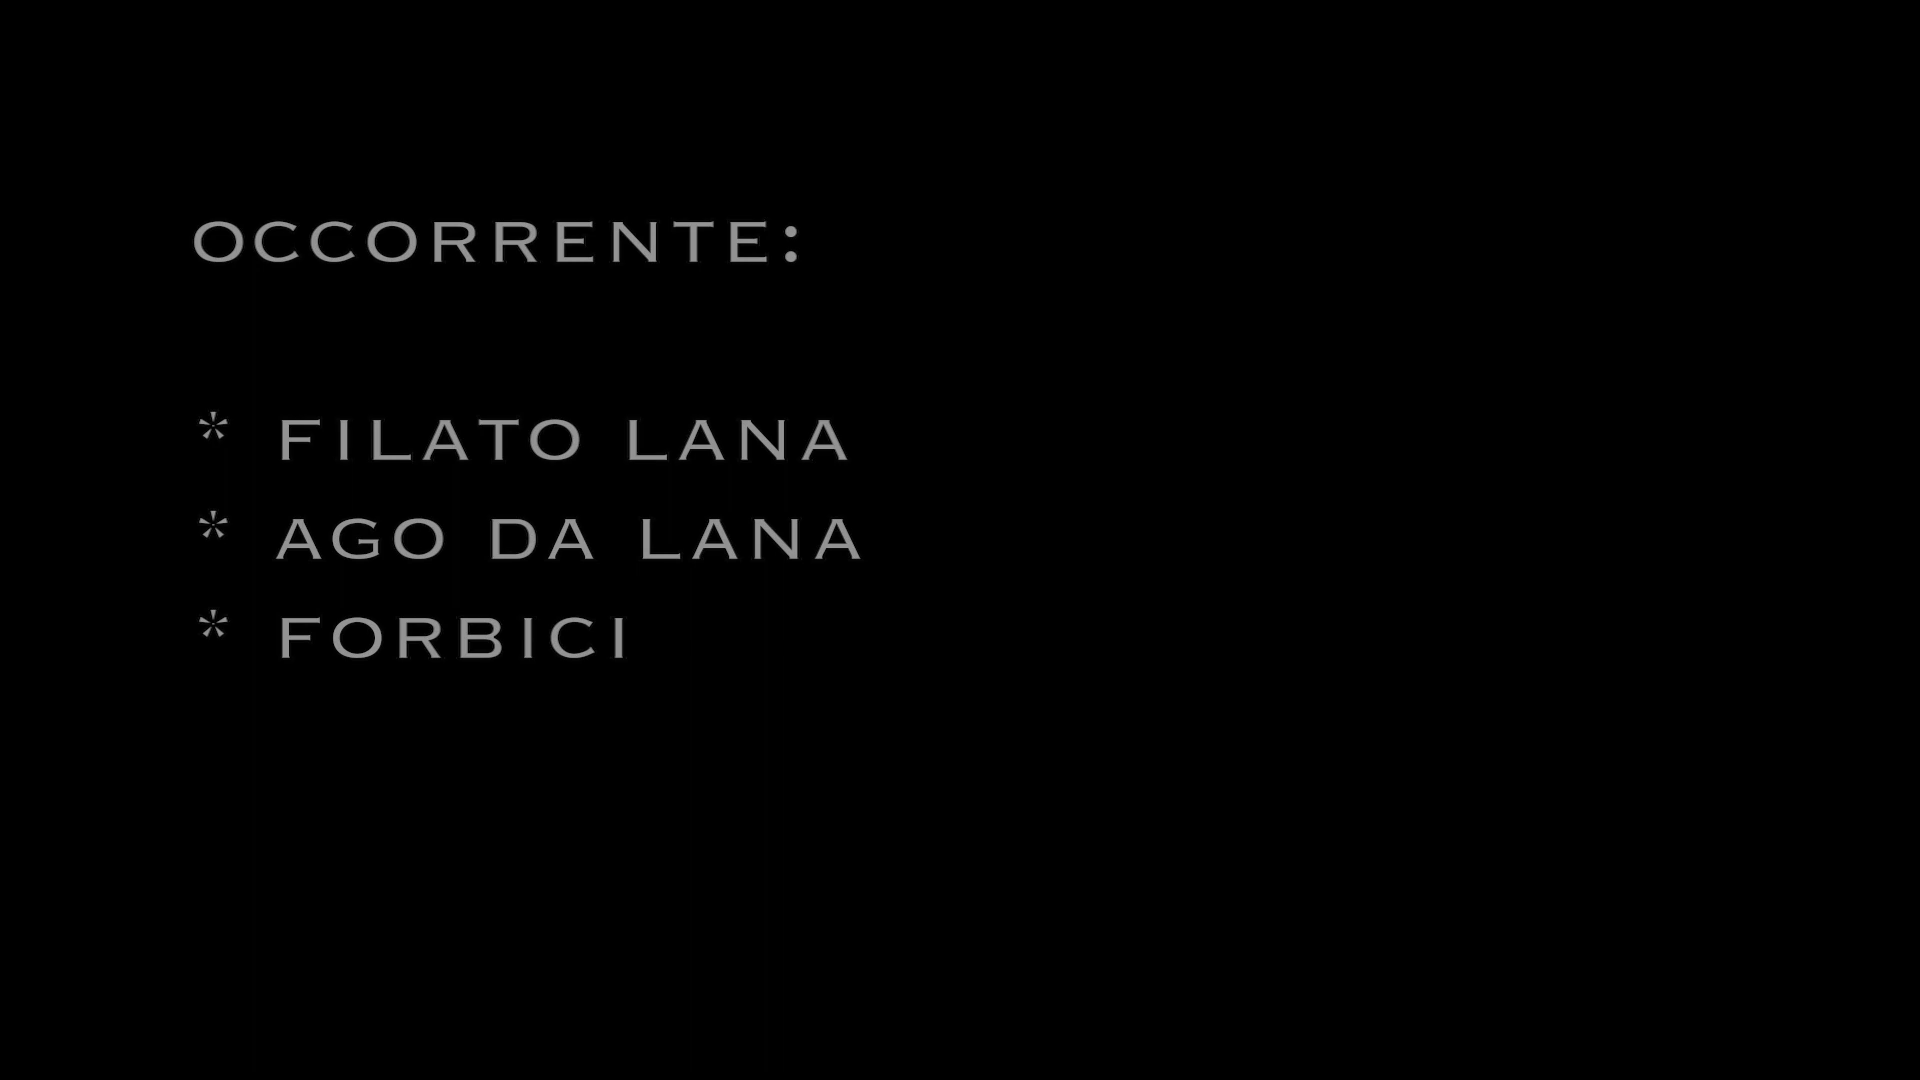 OCCORRENTE:
* FILATO LANA
* AGO DA LANA
* FORBICI